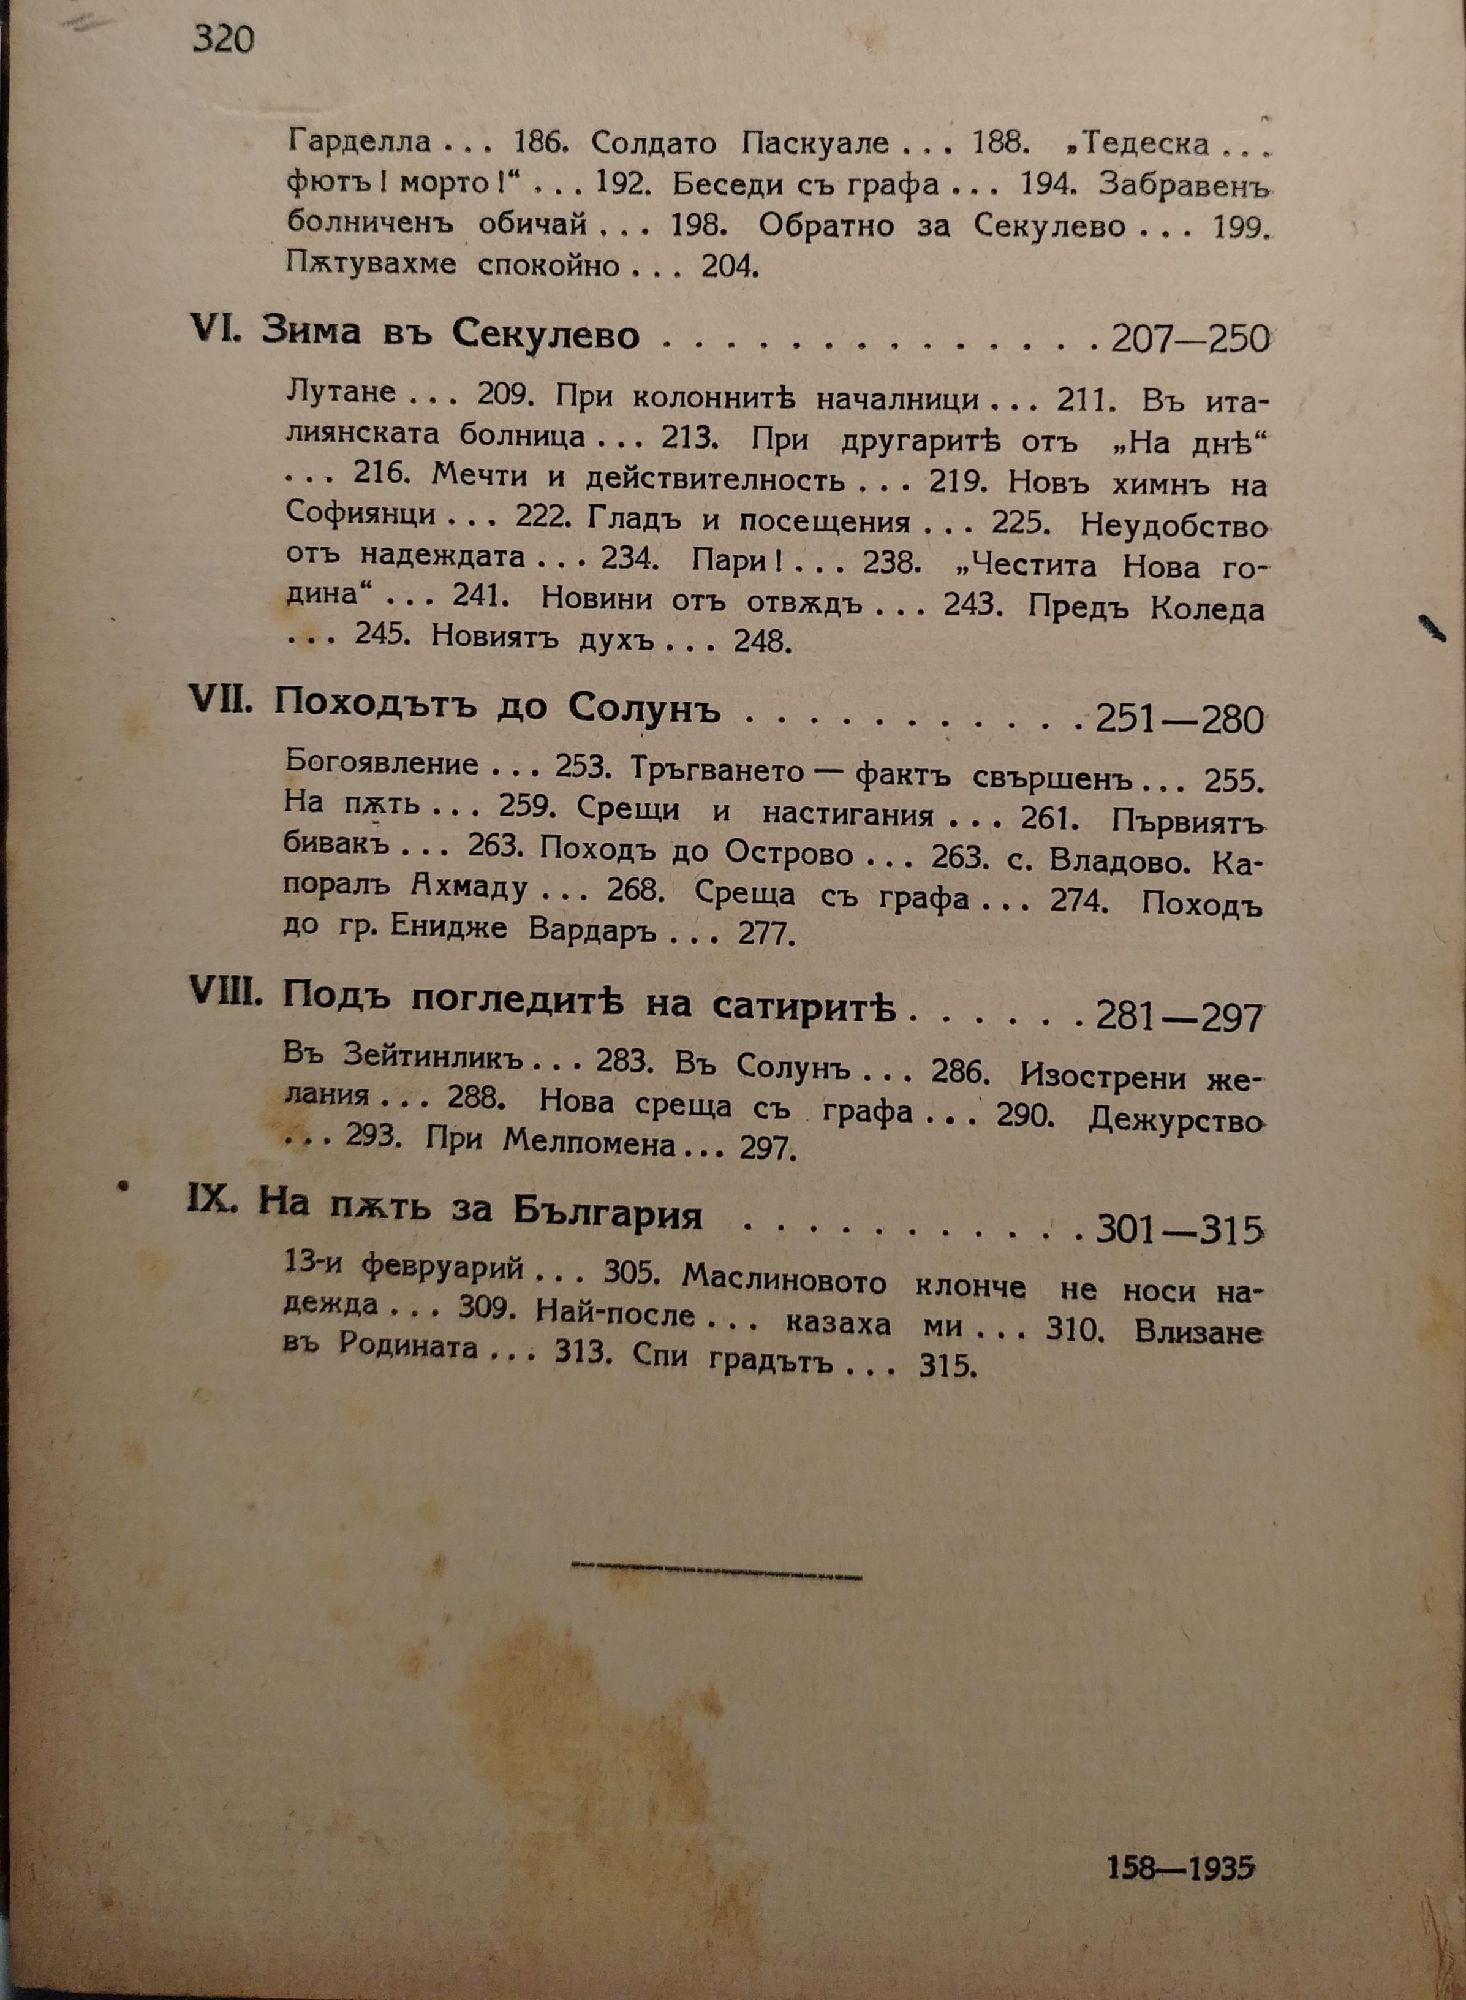 320
Гарделла . . . 186. Солдато Паскуале . . . 188. „Тедеска . . .
фютъ! морто!“ . . . 192. Беседи съ графа . . . 194. Забравенъ
болниченъ обичай . . . 198. Обратно за Секулево . . . 199.
Пѫтувахме спокойно . . . 204.
VI. Зима въ Секулево . . . . . . . . . . . . . . 207—250
Лутане . . . 209. При колоннитѣ началници . . . 211. Въ ита-
лиянската болница . . . 213. При другаритѣ отъ „На днѣ“
. . . 216. Мечти и действителность . . . 219. Новъ химнъ на
Софиянци . . . 222. Гладъ и посещения . . . 225. Неудобство
отъ надеждата . . . 234. Пари! . . . 238. „Честита Нова го-
дина“ . . . 241. Новини отъ отвѫдъ . . . 243. Предъ Коледа
. . . 245. Новиятъ духъ . . . 248.
VII. Походътъ до Солунъ . . . . . . . . . . . 251—280
Богоявление . . . 253. Тръгването — фактъ свършенъ . . . 255.
На пѫть . . . 259. Срещи и настигания . . . 261. Първиятъ
бивакъ . . . 263. Походъ до Острово . . . 263. с. Владово. Ка-
поралъ Ахмаду . . . 268. Среща съ графа . . . 274. Походъ
до гр. Енидже Вардаръ . . . 277.
VIII. Подъ погледитѣ на сатиритѣ . . . . . . 281—297
Въ Зейтинликъ . . . 283. Въ Солунъ . . . 286. Изострени же-
лания . . . 288. Нова среща съ графа . . . 290. Дежурство
. . . 293. При Мелпомена . . . 297.
IX. На пѫть за България . . . . . . . . . . . 301—315
13-и февруарий . . . 305. Маслиновото клонче не носи на-
дежда . . . 309. Най-после . . . казаха ми . . . 310. Влизане
въ Родината . . . 313. Спи градътъ . . . 315.
158—1935